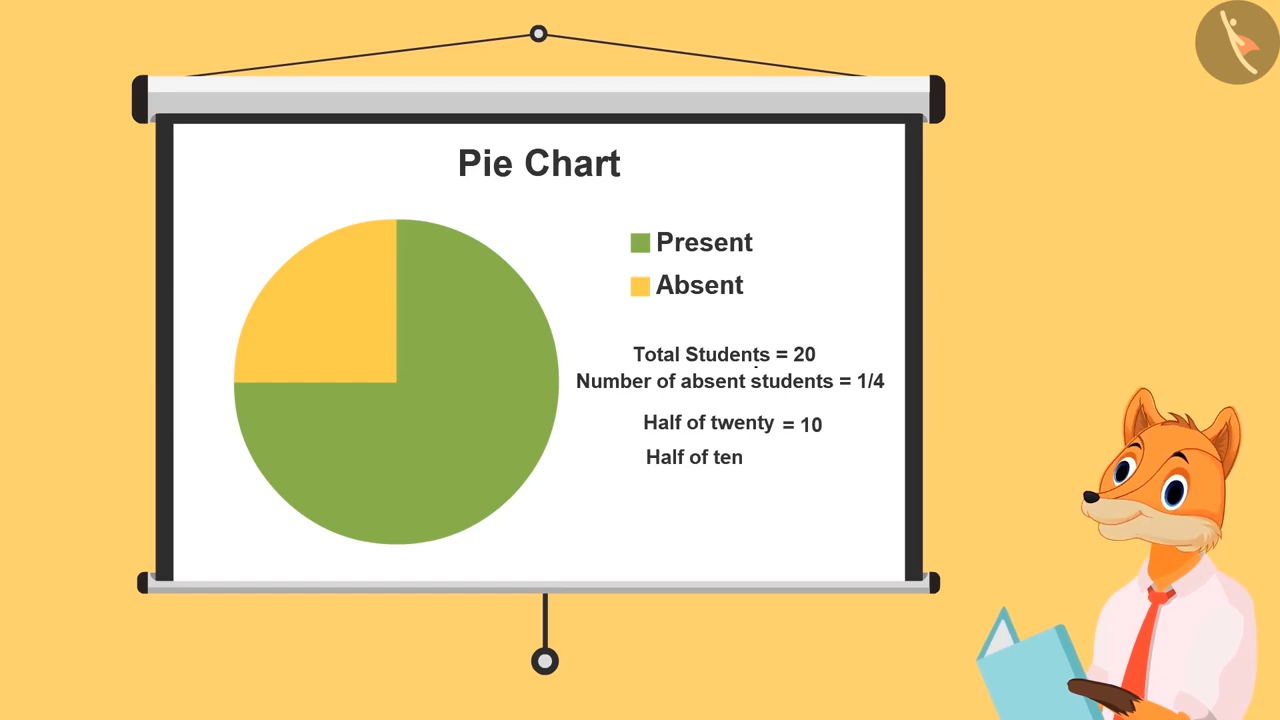 Pie Chart
Present
Absent
Total Students = 20
Number of absent students = 1/4
Half of twenty = 10
Half of ten